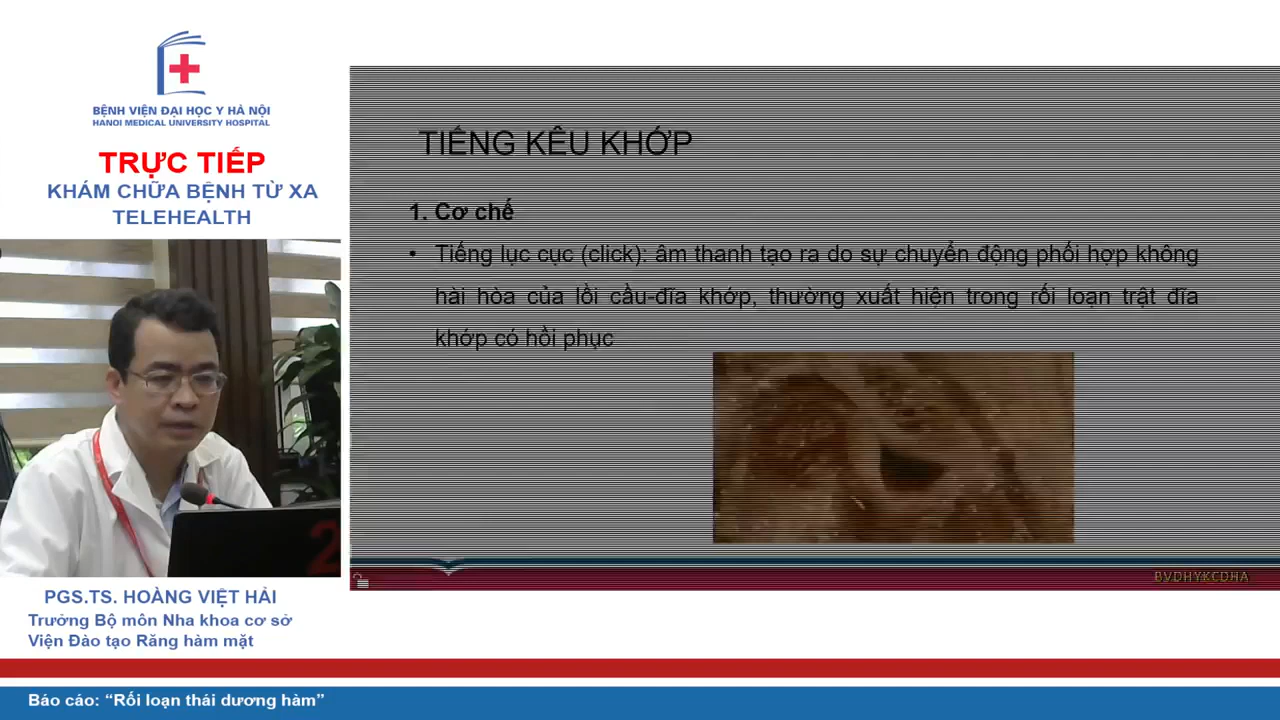 BỆNH VIỆN ĐẠI HỌC Y HÀ NỘI
HANOI MEDICAL UNIVERSITY HOSPITAL
TRỰC TIẾP
KHÁM CHỮA BỆNH TỪ XA
TELEHEALTH
PGS.TS. HOÀNG VIỆT HẢI
Trưởng Bộ môn Nha khoa cơ sở
Viện Đào tạo Răng hàm mặt
TIẾNG KÊU KHỚP
1. Cơ chế
• Tiếng lục cục (click): âm thanh tạo ra do sự chuyển động phối hợp không
hài hòa của lồi cầu-đĩa khớp, thường xuất hiện trong rối loạn trật đĩa
khớp có hồi phục
BVDHYKCDHA
Báo cáo: “Rối loạn thái dương hàm”